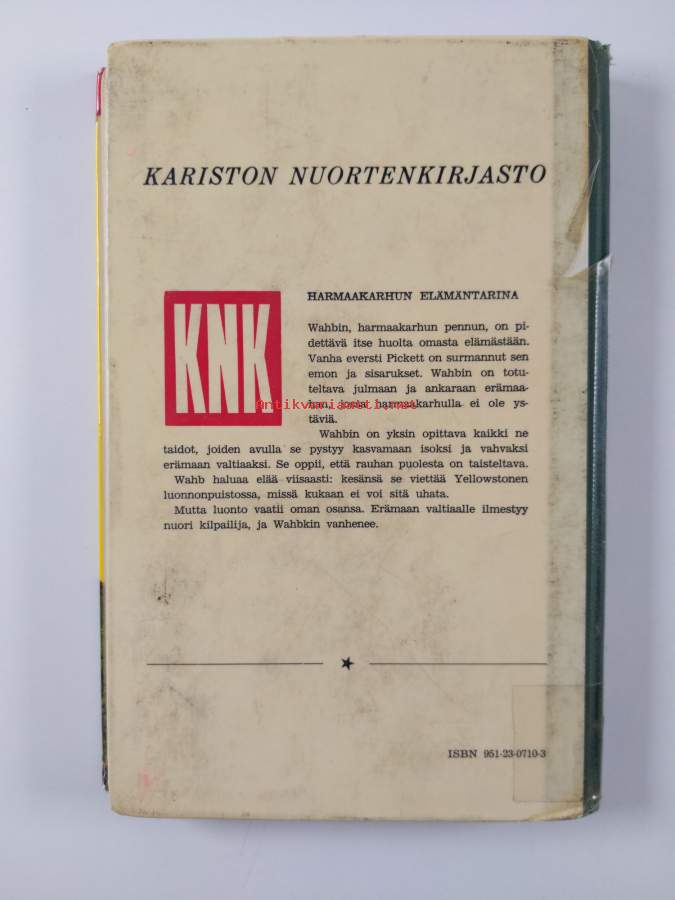 KARISTON NUORTENKIRJASTO
KNK
HARMAAKARHUN ELÄMÄNTARINA
Wahbin, harmaakarhun pennun, on pi-
dettävä itse huolta omasta elämästään.
Vanha eversti Pickett on surmannut sen
emon ja sisarukset. Wahbin on totu-
teltava julmaan ja ankaraan erämaa-
han, jossa harmaakarhulla ei ole ys-
Antikvariaatti.net
täviä.
Wahbin on yksin opittava kaikki ne
taidot, joiden avulla se pystyy kasvamaan isoksi ja vahvaksi
erämaan valtiaaksi. Se oppii, että rauhan puolesta on taisteltava.
Wahb haluaa elää viisaasti: kesänsä se viettää Yellowstonen
luonnonpuistossa, missä kukaan ei voi sitä uhata.
Mutta luonto vaatii oman osansa. Erämaan valtiaalle ilmestyy
nuori kilpailija, ja Wahbkin vanhenee.
ISBN 951-23-0710-3